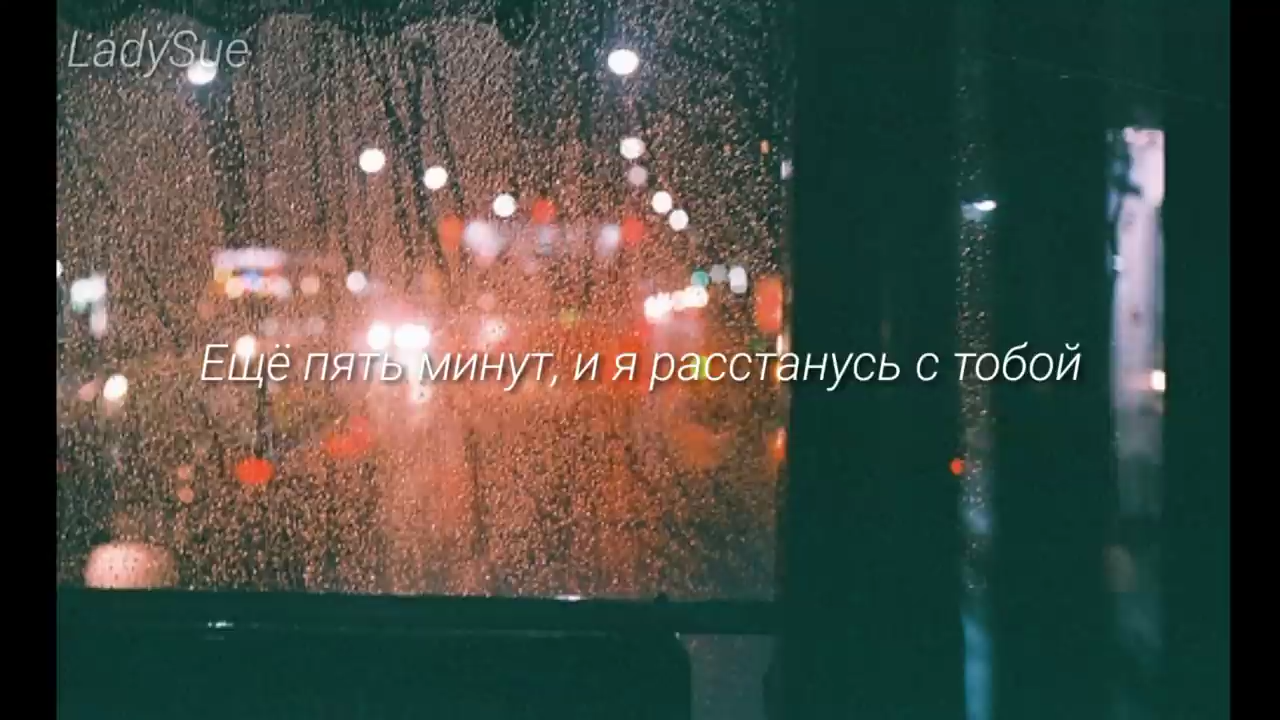 LadySue
Ещё пять минут, и я расстанусь с тобой